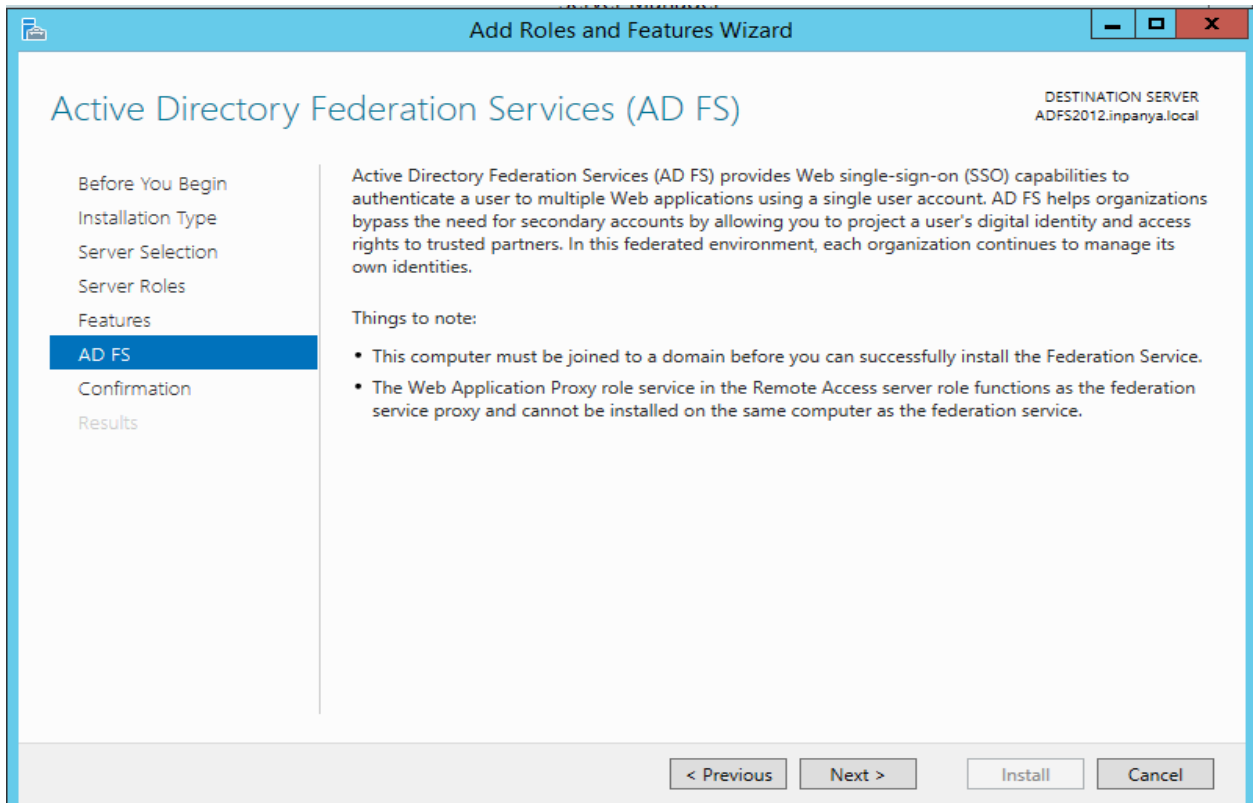 Add Roles and Features Wizard
Active Directory Federation Services (AD FS)
DESTINATION SERVER
ADFS2012.inpanya.local
Before You Begin
Installation Type
Server Selection
Server Roles
Features
AD FS
Confirmation
Results
Active Directory Federation Services (AD FS) provides Web single-sign-on (SSO) capabilities to
authenticate a user to multiple Web applications using a single user account. AD FS helps organizations
bypass the need for secondary accounts by allowing you to project a user's digital identity and access
rights to trusted partners. In this federated environment, each organization continues to manage its
own identities.
Things to note:
• This computer must be joined to a domain before you can successfully install the Federation Service.
• The Web Application Proxy role service in the Remote Access server role functions as the federation
service proxy and cannot be installed on the same computer as the federation service.
< Previous
Next >
Install
Cancel